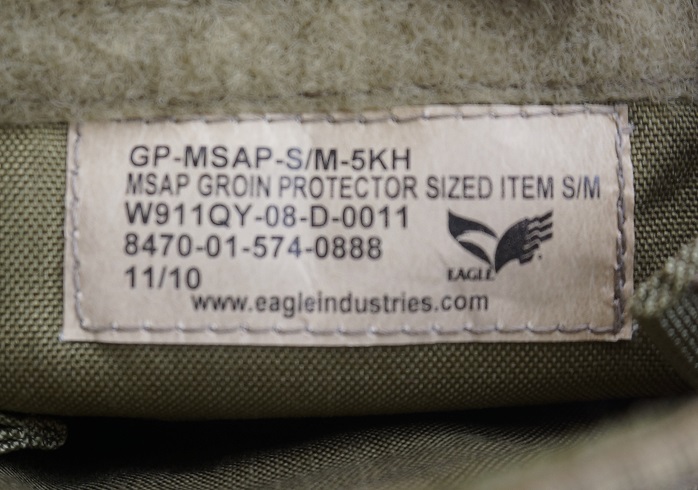 GP-MSAP-S/M-5KH
MSAP GROIN PROTECTOR SIZED ITEM S/M
W911QY-08-D-0011
8470-01-574-0888
11/10
EAGLE
www.eagleindustries.com